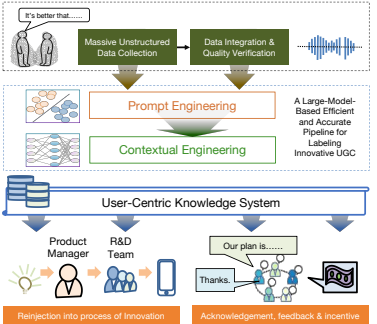 It's better that……
Massive Unstructured
Data Collection
Data Integration &
Quality Verification
Prompt Engineering
Contextual Engineering
A Large-Model-
Based Efficient
and Accurate
Pipeline for
Labeling
Innovative UGC
User-Centric Knowledge System
Product
Manager
R&D
Team
Our plan is……
Thanks.
Reinjection into process of Innovation
Acknowledgement, feedback & incentive